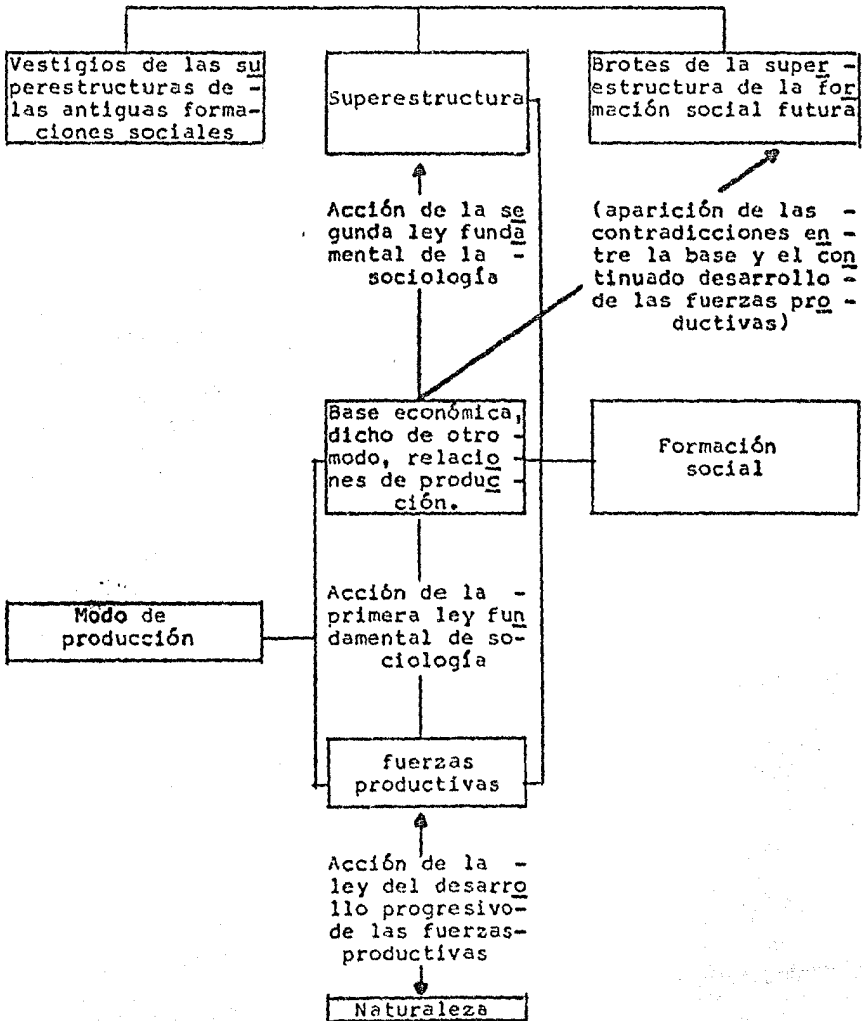 Vestigios de las su
perestructuras de -
las antiguas forma-
ciones sociales
Superestructura
Brotes de la super -
estructura de la for
mación social futura
Acción de la se
gunda ley funda
mental de la -
sociología
(aparición de las -
contradicciones en -
tre la base y el con
tinuado desarrollo -
de las fuerzas pro -
ductivas)
Base económica,
dicho de otro -
modo, relacio -
nes de produc -
ción.
Formación
social
Modo de
producción
Acción de la -
primera ley fun
damental de so-
ciología
fuerzas
productivas
Acción de la -
ley del desarro
llo progresivo-
de las fuerzas-
productivas
Naturaleza